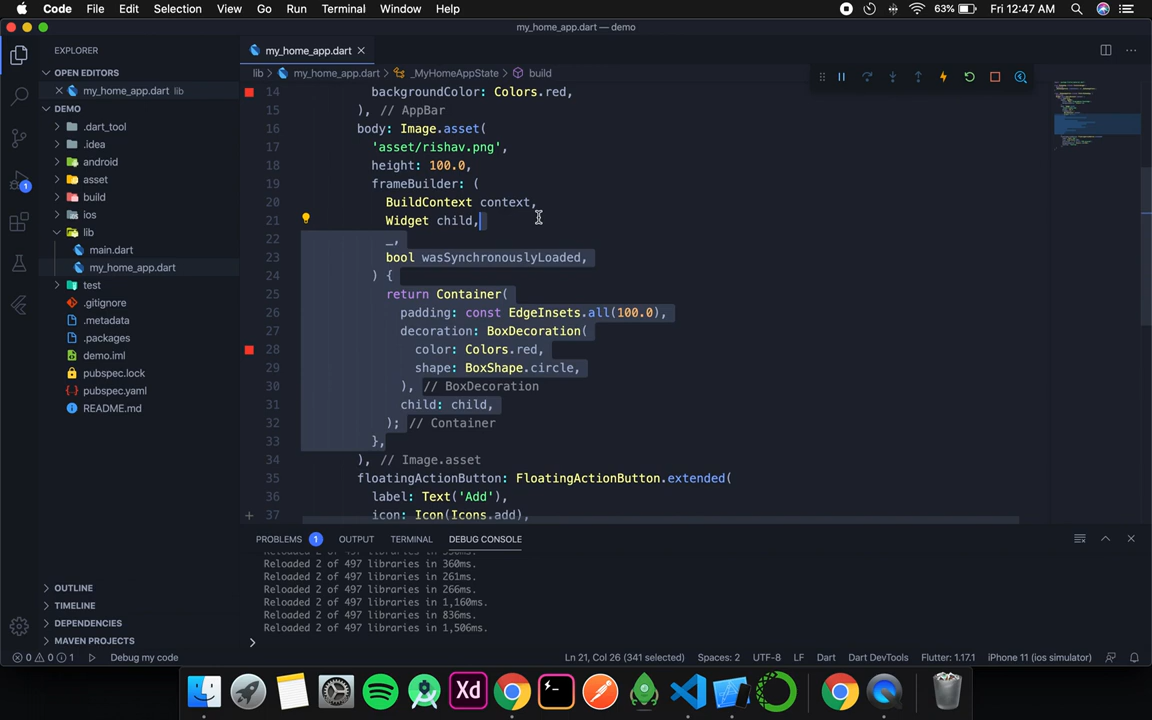 Code File Edit Selection View Go Run Terminal Window Help 63% Fri 12:47 AM
my_home_app.dart — demo
EXPLORER
my_home_app.dart
OPEN EDITORS
lib > my_home_app.dart > _MyHomeAppState > build
my_home_app.dart lib
DEMO
.dart_tool
.idea
android
asset
build
ios
lib
main.dart
my_home_app.dart
test
.gitignore
.metadata
.packages
demo.iml
pubspec.lock
pubspec.yaml
README.md
OUTLINE
TIMELINE
DEPENDENCIES
MAVEN PROJECTS
14 backgroundColor: Colors.red,
15 ), // AppBar
16 body: Image.asset(
17 'asset/rishav.png',
18 height: 100.0,
19 frameBuilder: (
20 BuildContext context,
21 Widget child,
22 _,
23 bool wasSynchronouslyLoaded,
24 ) {
25 return Container(
26 padding: const EdgeInsets.all(100.0),
27 decoration: BoxDecoration(
28 color: Colors.red,
29 shape: BoxShape.circle,
30 ), // BoxDecoration
31 child: child,
32 ); // Container
33 },
34 ), // Image.asset
35 floatingActionButton: FloatingActionButton.extended(
36 label: Text('Add'),
37 icon: Icon(Icons.add),
PROBLEMS 1 OUTPUT TERMINAL DEBUG CONSOLE
Reloaded 2 of 497 libraries in 360ms.
Reloaded 2 of 497 libraries in 261ms.
Reloaded 2 of 497 libraries in 266ms.
Reloaded 2 of 497 libraries in 1,160ms.
Reloaded 2 of 497 libraries in 836ms.
Reloaded 2 of 497 libraries in 1,506ms.
0 0 1 Debug my code Ln 21, Col 26 (341 selected) Spaces: 2 UTF-8 LF Dart Dart DevTools Flutter: 1.17.1 iPhone 11 (ios simulator)
Xd